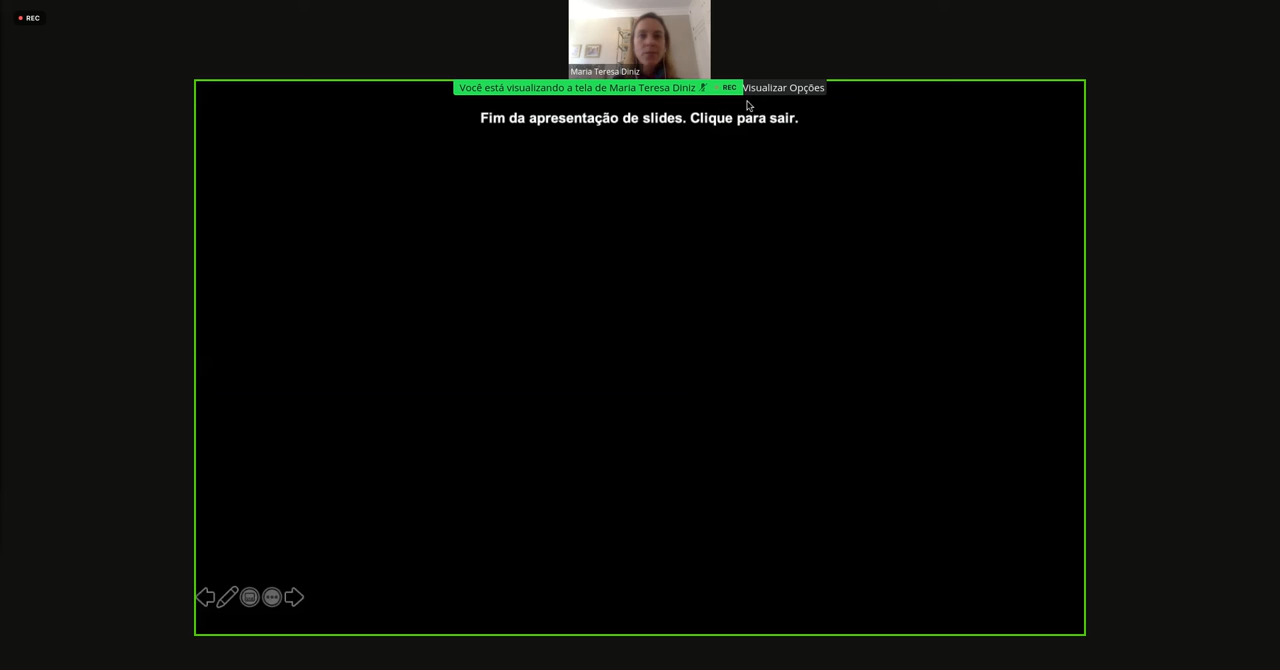 REC
Maria Teresa Diniz
Você está visualizando a tela de Maria Teresa Diniz REC Visualizar Opções
Fim da apresentação de slides. Clique para sair.